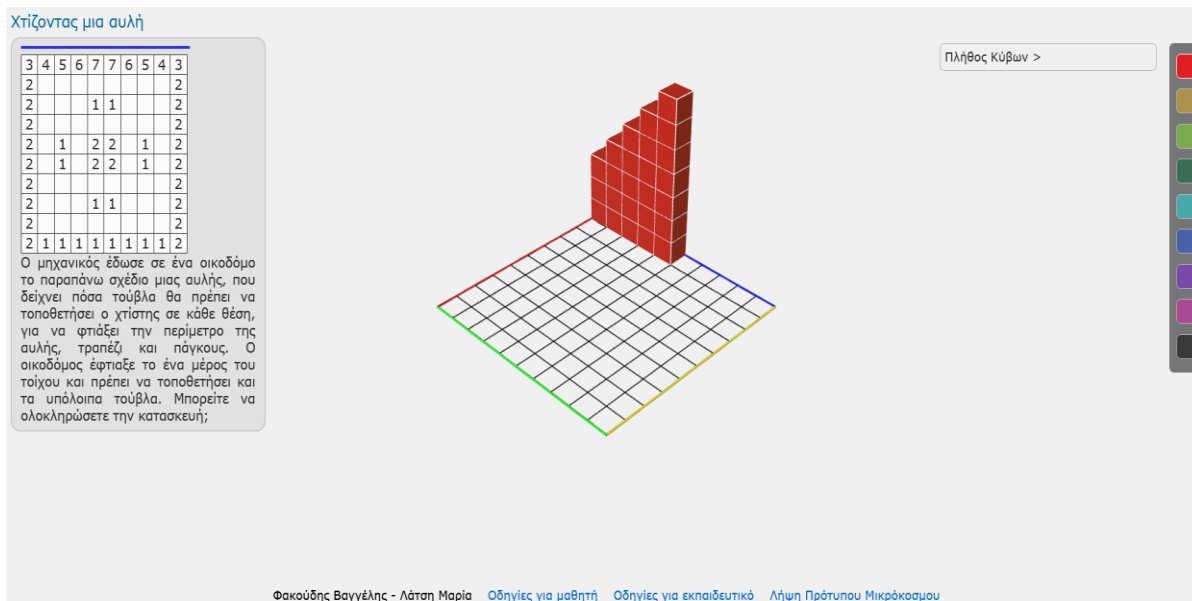 Χτίζοντας μια αυλή
3 4 5 6 7 7 6 5 4 3
2 2
2 1 1 2
2 2
2 1 2 2 1 2
2 1 2 2 1 2
2 2
2 1 1 2
2 2
2 1 1 1 1 1 1 1 1 2
Ο μηχανικός έδωσε σε ένα οικοδόμο
το παραπάνω σχέδιο μιας αυλής, που
δείχνει πόσα τούβλα θα πρέπει να
τοποθετήσει ο χτίστης σε κάθε θέση,
για να φτιάξει την περίμετρο της
αυλής, τραπέζι και πάγκους. Ο
οικοδόμος έφτιαξε το ένα μέρος του
τοίχου και πρέπει να τοποθετήσει και
τα υπόλοιπα τούβλα. Μπορείτε να
ολοκληρώσετε την κατασκευή;
Πλήθος Κύβων >
Φακούδης Βαγγέλης - Λάτση Μαρία Οδηγίες για μαθητή Οδηγίες για εκπαιδευτικό Λήψη Πρότυπου Μικρόκοσμου